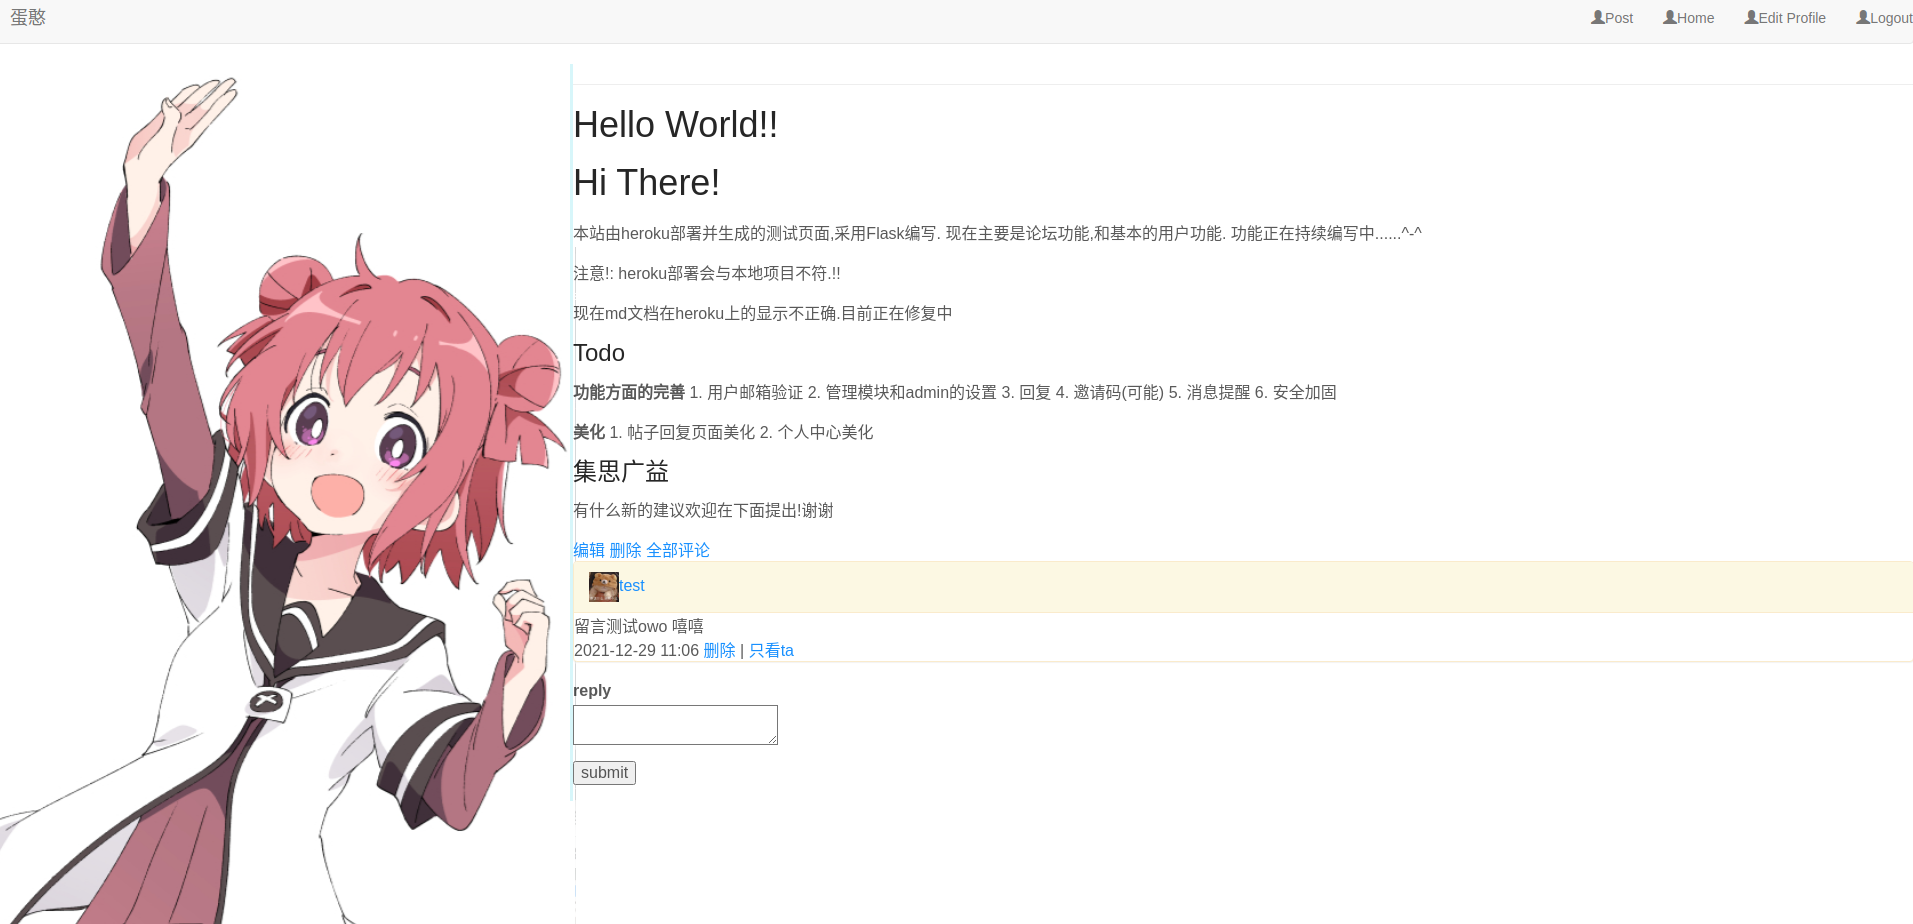 蛋憨
Post Home Edit Profile Logout
Hello World!!
Hi There!
本站由heroku部署并生成的测试页面,采用Flask编写. 现在主要是论坛功能,和基本的用户功能. 功能正在持续编写中......^-^
注意!: heroku部署会与本地项目不符.!!
现在md文档在heroku上的显示不正确.目前正在修复中
Todo
功能方面的完善 1. 用户邮箱验证 2. 管理模块和admin的设置 3. 回复 4. 邀请码(可能) 5. 消息提醒 6. 安全加固
美化 1. 帖子回复页面美化 2. 个人中心美化
集思广益
有什么新的建议欢迎在下面提出!谢谢
编辑 删除 全部评论
test
留言测试owo 嘻嘻
2021-12-29 11:06 删除 | 只看ta
reply
submit